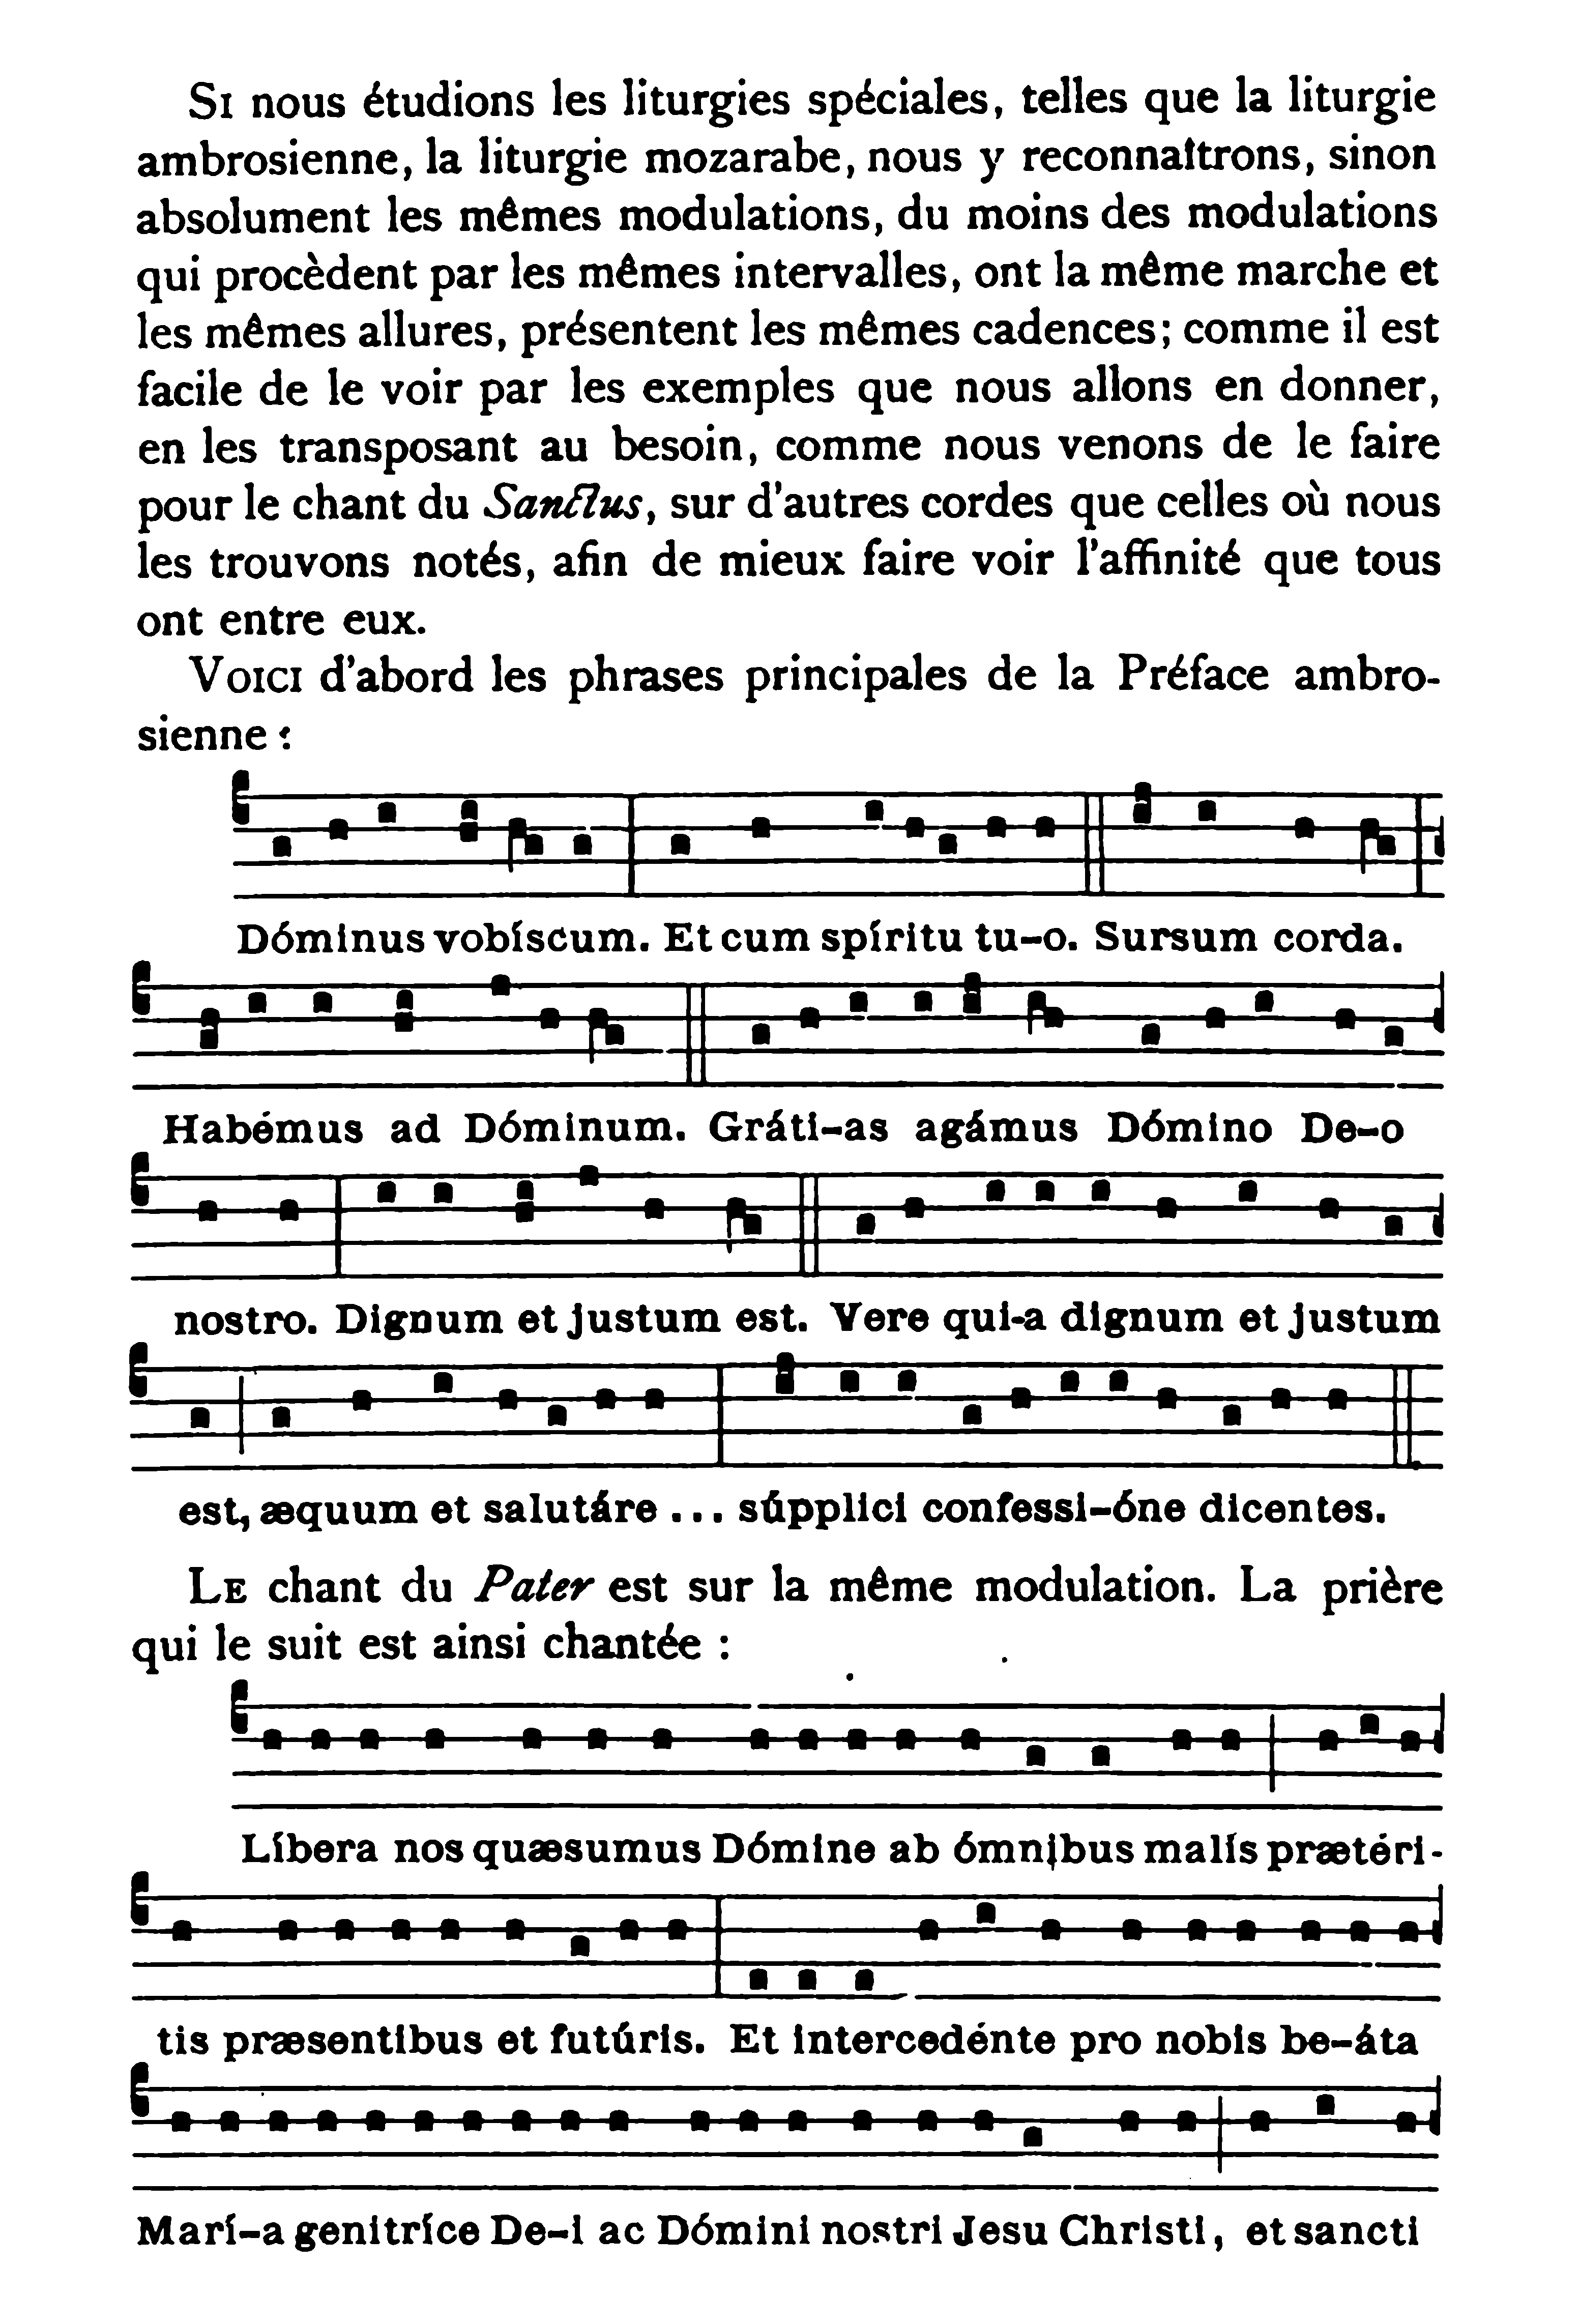 Si nous étudions les liturgies spéciales, telles que la liturgie
ambrosienne, la liturgie mozarabe, nous y reconnaîtrons, sinon
absolument les mêmes modulations, du moins des modulations
qui procèdent par les mêmes intervalles, ont la même marche et
les mêmes allures, présentent les mêmes cadences; comme il est
facile de le voir par les exemples que nous allons en donner,
en les transposant au besoin, comme nous venons de le faire
pour le chant du Sanctus, sur d'autres cordes que celles où nous
les trouvons notés, afin de mieux faire voir l'affinité que tous
ont entre eux.
Voici d'abord les phrases principales de la Préface ambro-
sienne :
Dóminus vobíscum. Et cum spíritu tu-o. Sursum corda.
Habémus ad Dóminum. Gráti-as agámus Dómino De-o
nostro. Dignum et justum est. Vere qui-a dignum et justum
est, æquum et salutáre ... súpplici confessi-óne dicentes.
Le chant du Pater est sur la même modulation. La prière
qui le suit est ainsi chantée :
Líbera nos quæsumus Dómine ab ómnibus malís prætéri-
tis præsentibus et futúris. Et intercedénte pro nobis be-áta
Marí-a genitríce De-i ac Dómini nostri Jesu Christi, et sancti